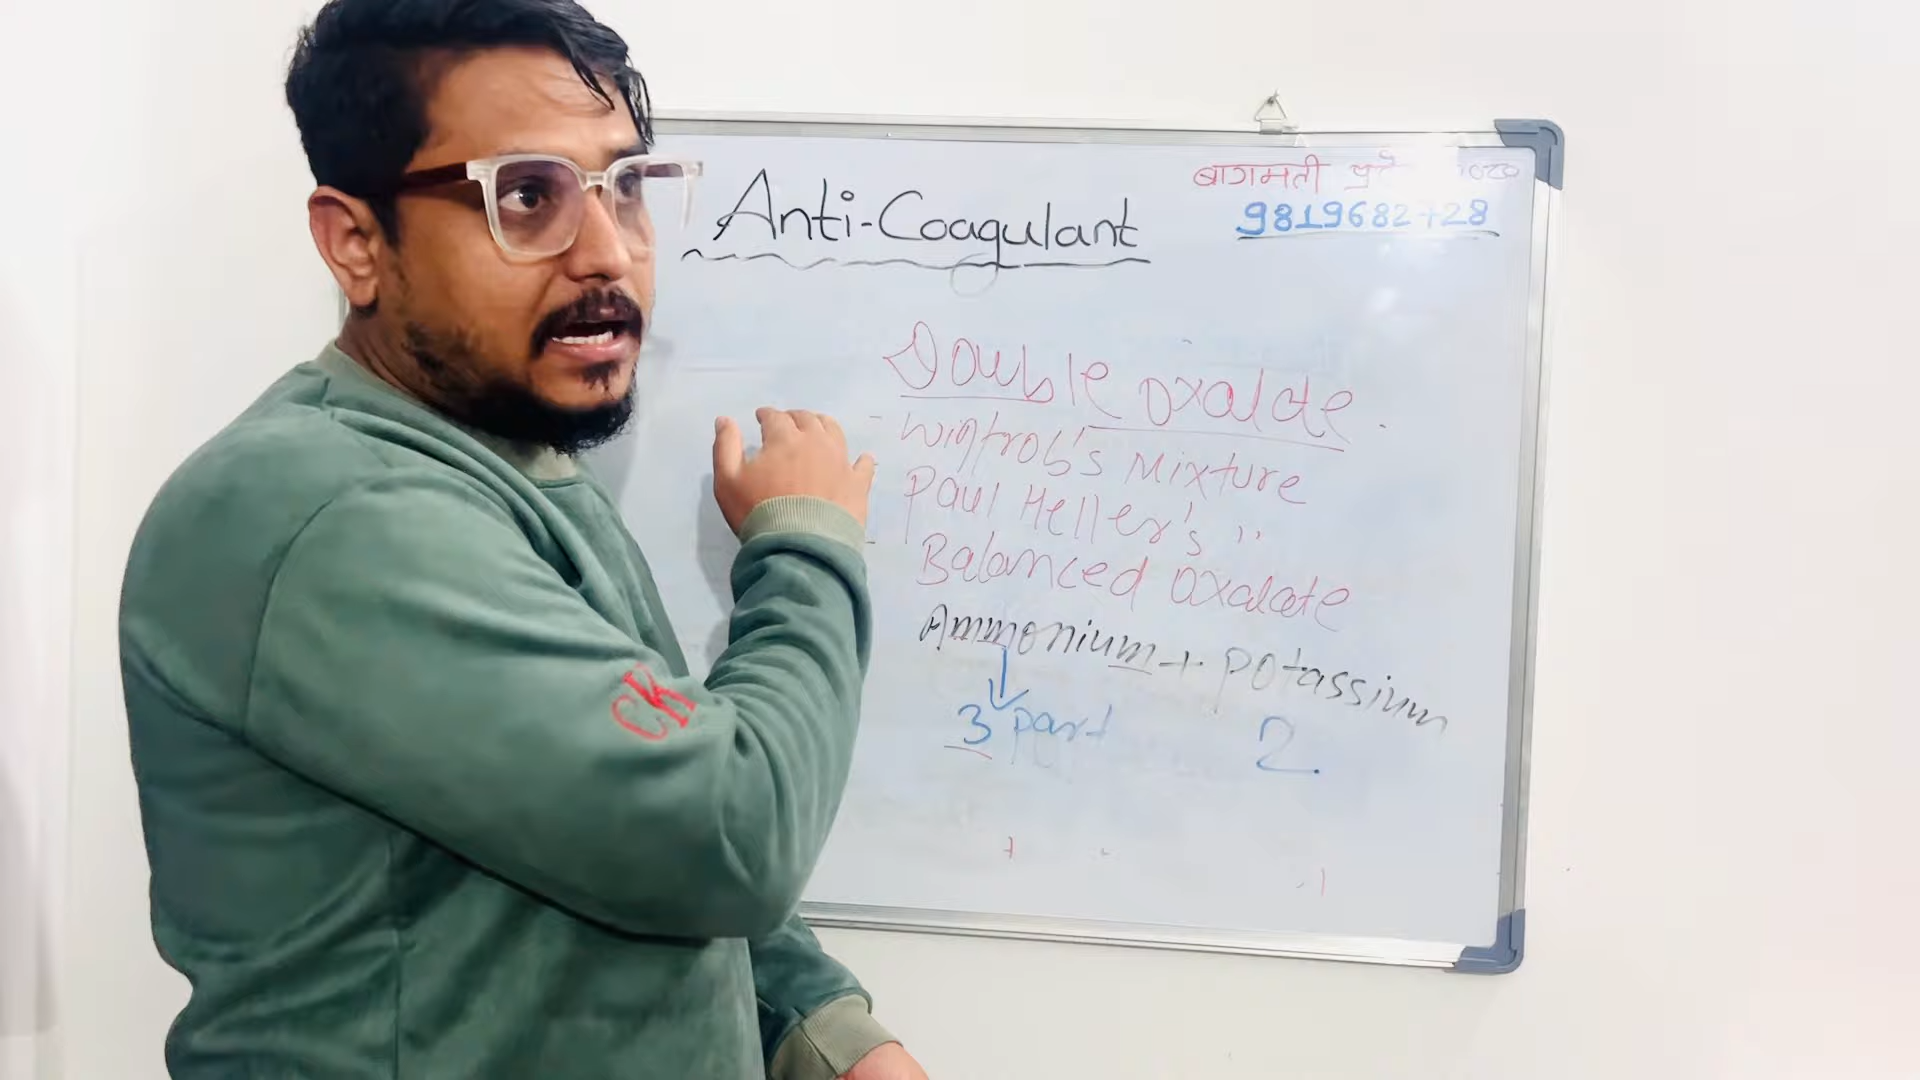 Anti-Coagulant
बागमती
9819682728
Double oxalate
Wintrob's Mixture
Paul Heller's "
Balanced oxalate
Ammonium + potassium
3 part 2
CK